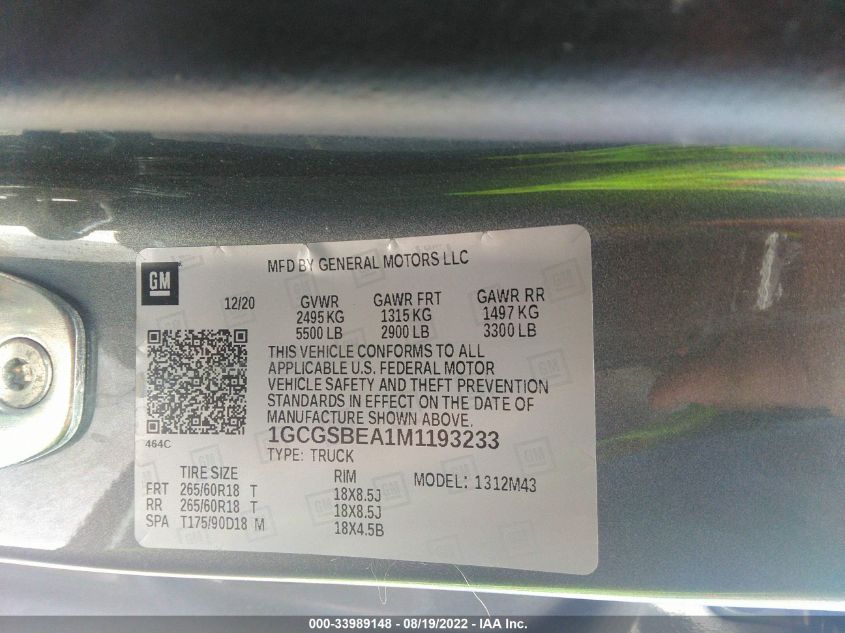 GM
MFD BY GENERAL MOTORS LLC
12/20 GVWR GAWR FRT GAWR RR
2495 KG 1315 KG 1497 KG
5500 LB 2900 LB 3300 LB
THIS VEHICLE CONFORMS TO ALL
APPLICABLE U.S. FEDERAL MOTOR
VEHICLE SAFETY AND THEFT PREVENTION
STANDARDS IN EFFECT ON THE DATE OF
MANUFACTURE SHOWN ABOVE.
464C
1GCGSBEA1M1193233
TYPE: TRUCK
TIRE SIZE RIM MODEL: 1312M43
FRT 265/60R18 T 18X8.5J
RR 265/60R18 T 18X8.5J
SPA T175/90D18 M 18X4.5B
000-33989148 - 08/19/2022 - IAA Inc.